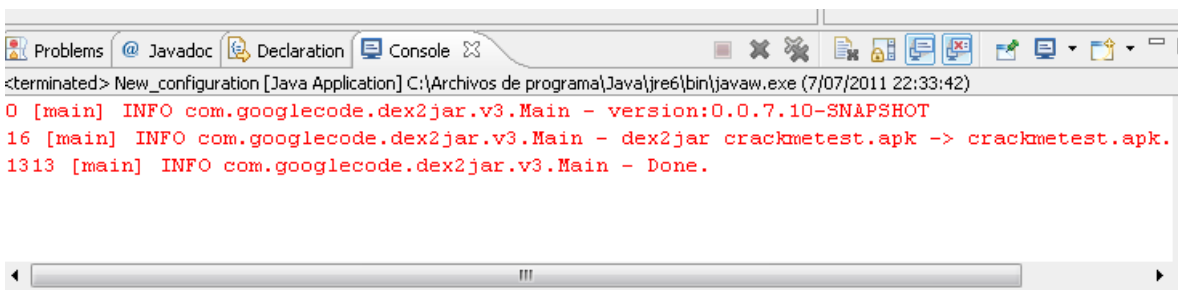 Problems @ Javadoc Declaration Console
<terminated> New_configuration [Java Application] C:\Archivos de programa\Java\jre6\bin\javaw.exe (7/07/2011 22:33:42)
0 [main] INFO com.googlecode.dex2jar.v3.Main - version:0.0.7.10-SNAPSHOT
16 [main] INFO com.googlecode.dex2jar.v3.Main - dex2jar crackmetest.apk -> crackmetest.apk.
1313 [main] INFO com.googlecode.dex2jar.v3.Main - Done.